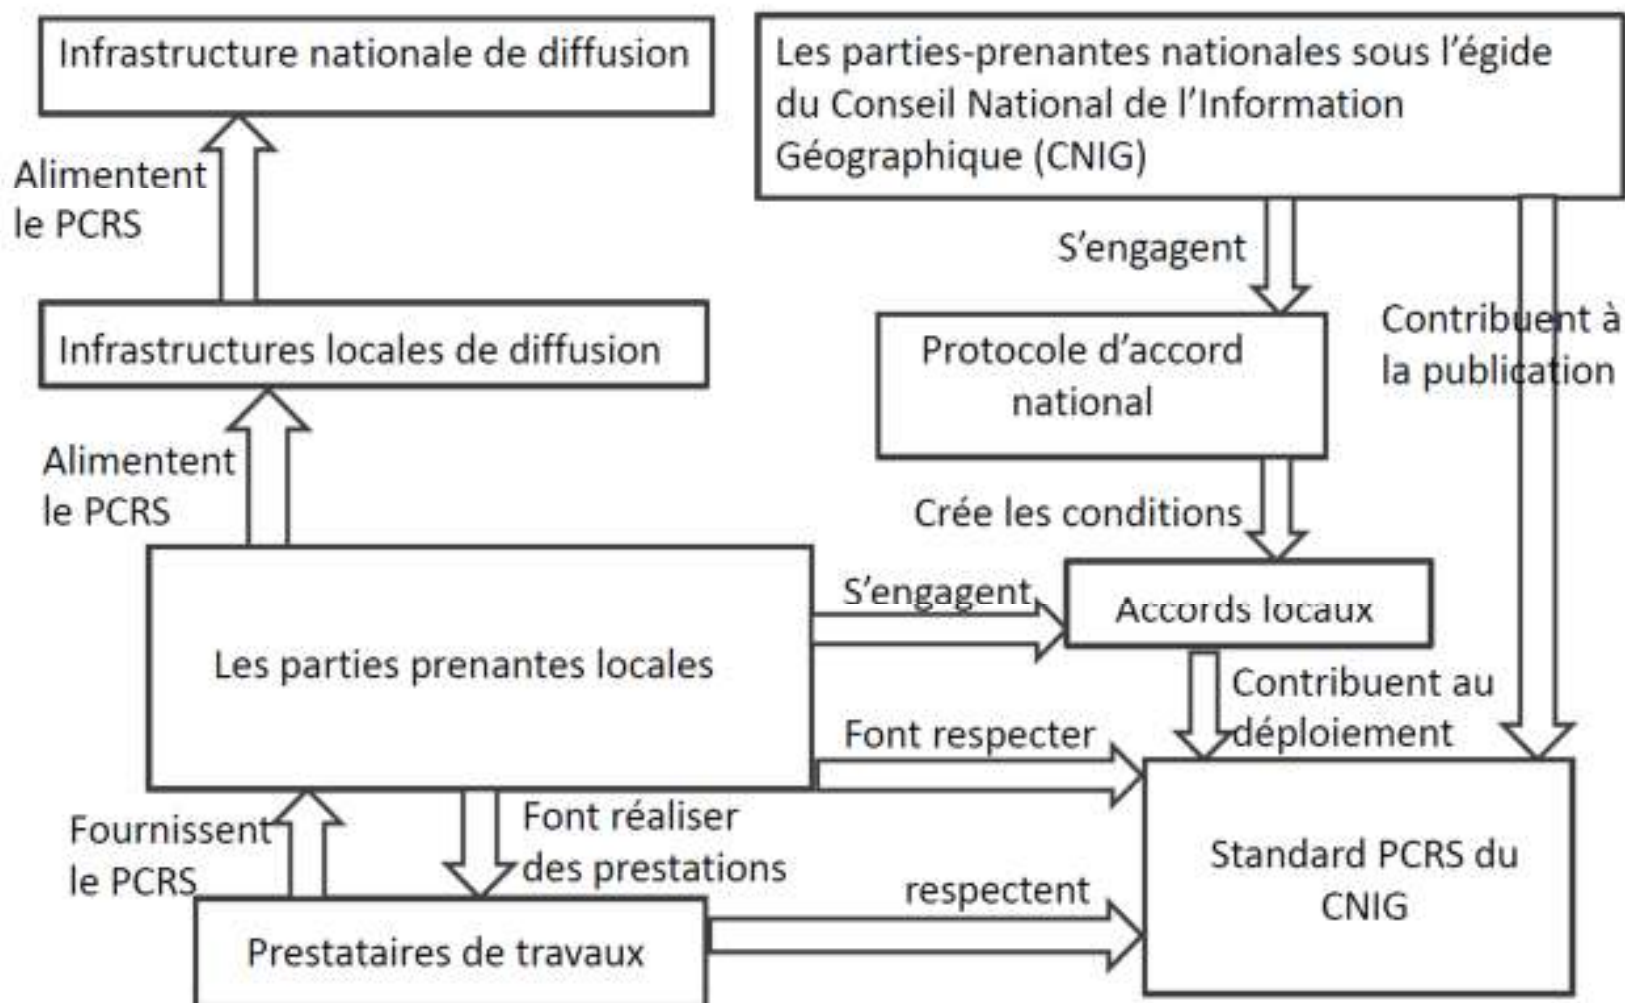 Infrastructure nationale de diffusion
Les parties-prenantes nationales sous l'égide
du Conseil National de l'Information
Géographique (CNIG)
Alimentent
le PCRS
S'engagent
Contribuent à
la publication
Infrastructures locales de diffusion
Protocole d'accord
national
Alimentent
le PCRS
Crée les conditions
S'engagent
Accords locaux
Les parties prenantes locales
Contribuent au
déploiement
Font respecter
Fournissent
le PCRS
Font réaliser
des prestations
Standard PCRS du
CNIG
respectent
Prestataires de travaux